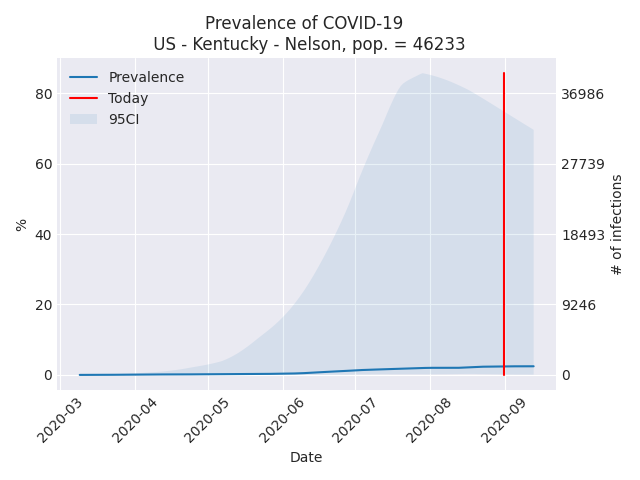 Prevalence of COVID-19
US - Kentucky - Nelson, pop. = 46233
Prevalence
Today
95CI
%
80
60
40
20
0
36986
27739
18493
9246
0
# of infections
2020-03
2020-04
2020-05
2020-06
2020-07
2020-08
2020-09
Date